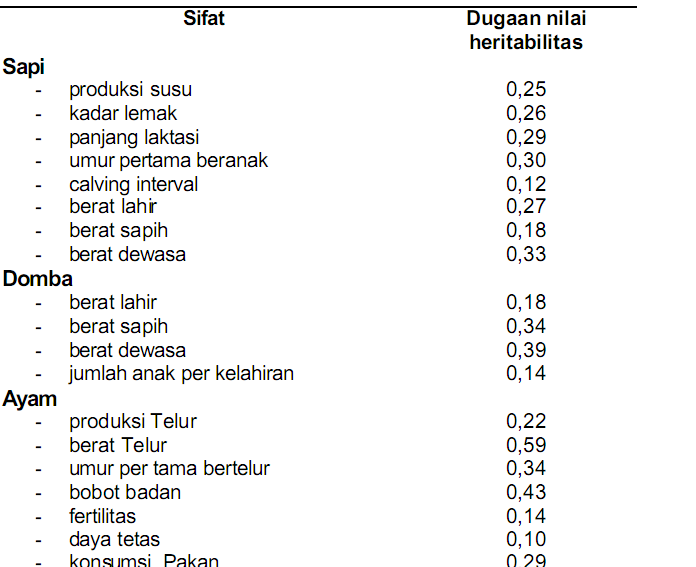 Sifat Dugaan nilai
heritabilitas
Sapi
- produksi susu 0,25
- kadar lemak 0,26
- panjang laktasi 0,29
- umur pertama beranak 0,30
- calving interval 0,12
- berat lahir 0,27
- berat sapih 0,18
- berat dewasa 0,33
Domba
- berat lahir 0,18
- berat sapih 0,34
- berat dewasa 0,39
- jumlah anak per kelahiran 0,14
Ayam
- produksi Telur 0,22
- berat Telur 0,59
- umur per tama bertelur 0,34
- bobot badan 0,43
- fertilitas 0,14
- daya tetas 0,10
- konsumsi Pakan 0,29